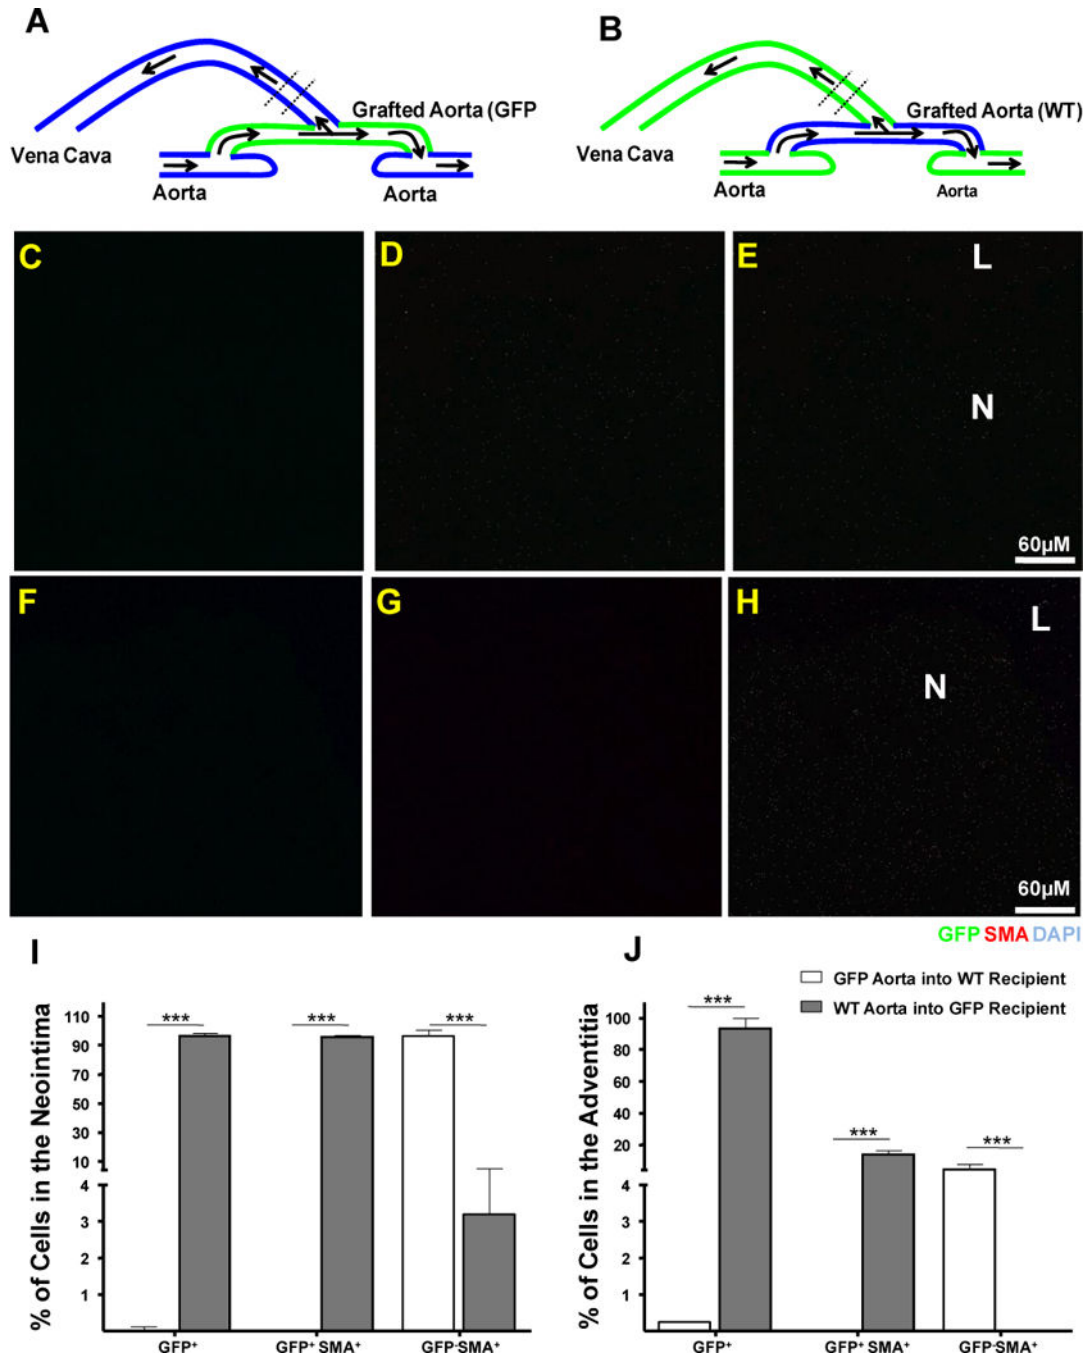 A
B
Grafted Aorta (GFP
Grafted Aorta (WT)
Vena Cava
Vena Cava
Aorta
Aorta
Aorta
Aorta
C
D
E
L
N
60µM
F
G
H
L
N
60µM
GFP SMA DAPI
I
J
GFP Aorta into WT Recipient
WT Aorta into GFP Recipient
% of Cells in the Neointima
110
90
70
50
30
10
4
3
2
1
***
***
***
GFP⁺
GFP⁺ SMA⁺
GFP⁻SMA⁺
% of Cells in the Adventitia
100
80
60
40
20
4
3
2
1
***
***
***
GFP⁺
GFP⁺ SMA⁺
GFP⁻SMA⁺